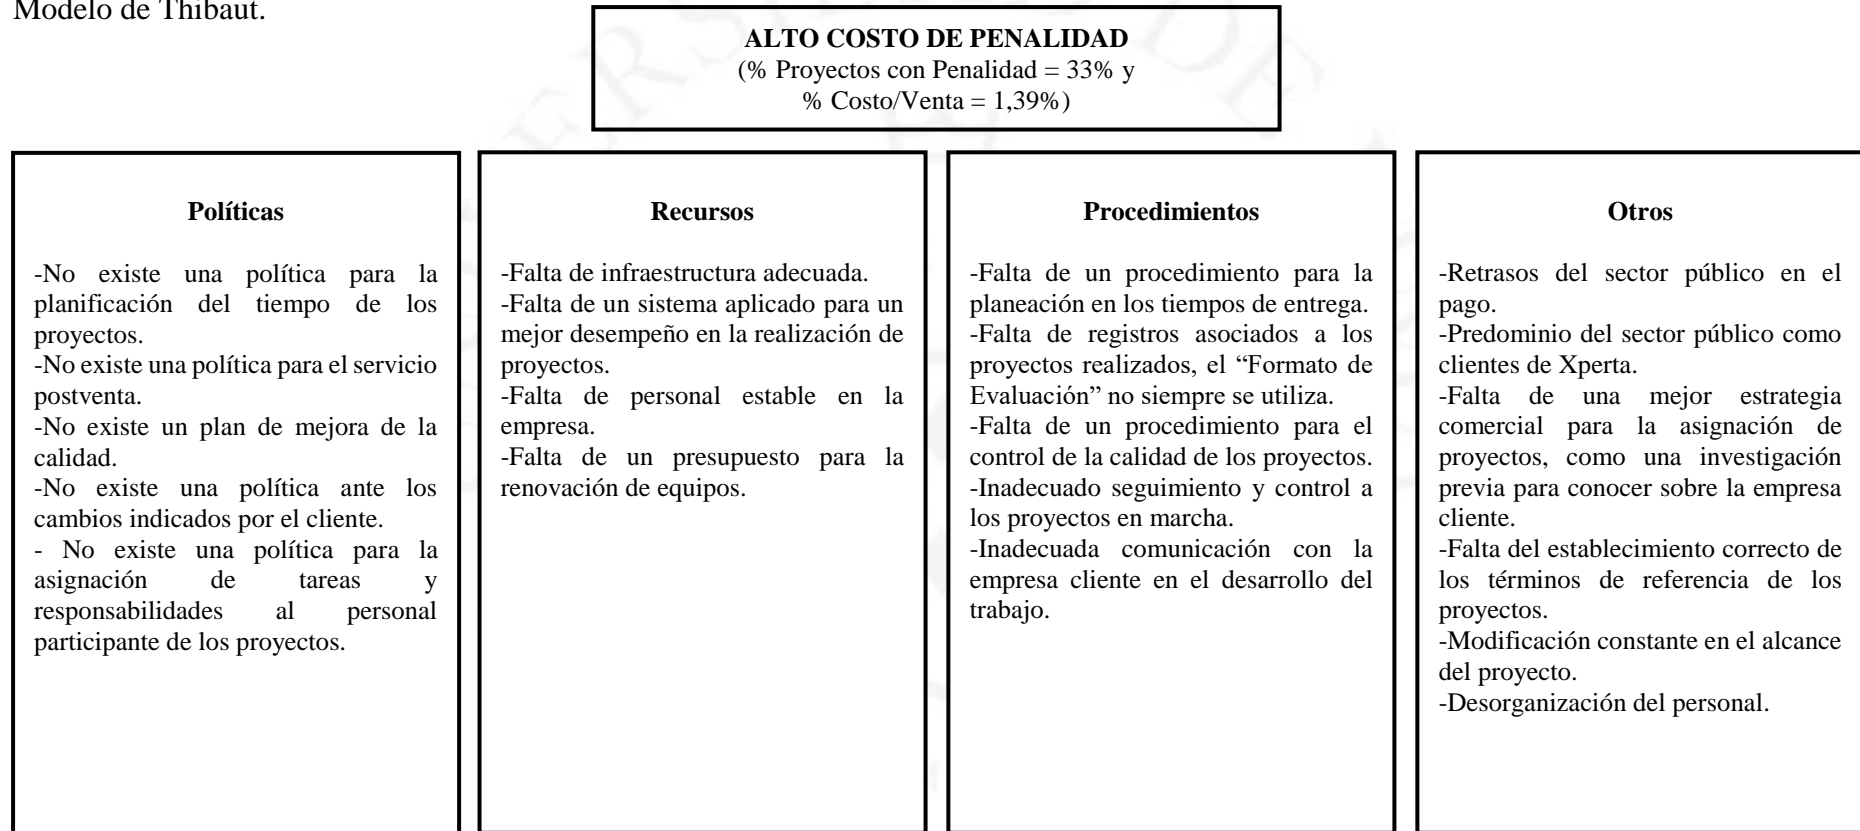 Modelo de Thibaut.
ALTO COSTO DE PENALIDAD
(% Proyectos con Penalidad = 33% y
% Costo/Venta = 1,39%)
Políticas
-No existe una política para la
planificación del tiempo de los
proyectos.
-No existe una política para el servicio
postventa.
-No existe un plan de mejora de la
calidad.
-No existe una política ante los
cambios indicados por el cliente.
- No existe una política para la
asignación de tareas y
responsabilidades al personal
participante de los proyectos.
Recursos
-Falta de infraestructura adecuada.
-Falta de un sistema aplicado para un
mejor desempeño en la realización de
proyectos.
-Falta de personal estable en la
empresa.
-Falta de un presupuesto para la
renovación de equipos.
Procedimientos
-Falta de un procedimiento para la
planeación en los tiempos de entrega.
-Falta de registros asociados a los
proyectos realizados, el “Formato de
Evaluación” no siempre se utiliza.
-Falta de un procedimiento para el
control de la calidad de los proyectos.
-Inadecuado seguimiento y control a
los proyectos en marcha.
-Inadecuada comunicación con la
empresa cliente en el desarrollo del
trabajo.
Otros
-Retrasos del sector público en el
pago.
-Predominio del sector público como
clientes de Xperta.
-Falta de una mejor estrategia
comercial para la asignación de
proyectos, como una investigación
previa para conocer sobre la empresa
cliente.
-Falta del establecimiento correcto de
los términos de referencia de los
proyectos.
-Modificación constante en el alcance
del proyecto.
-Desorganización del personal.